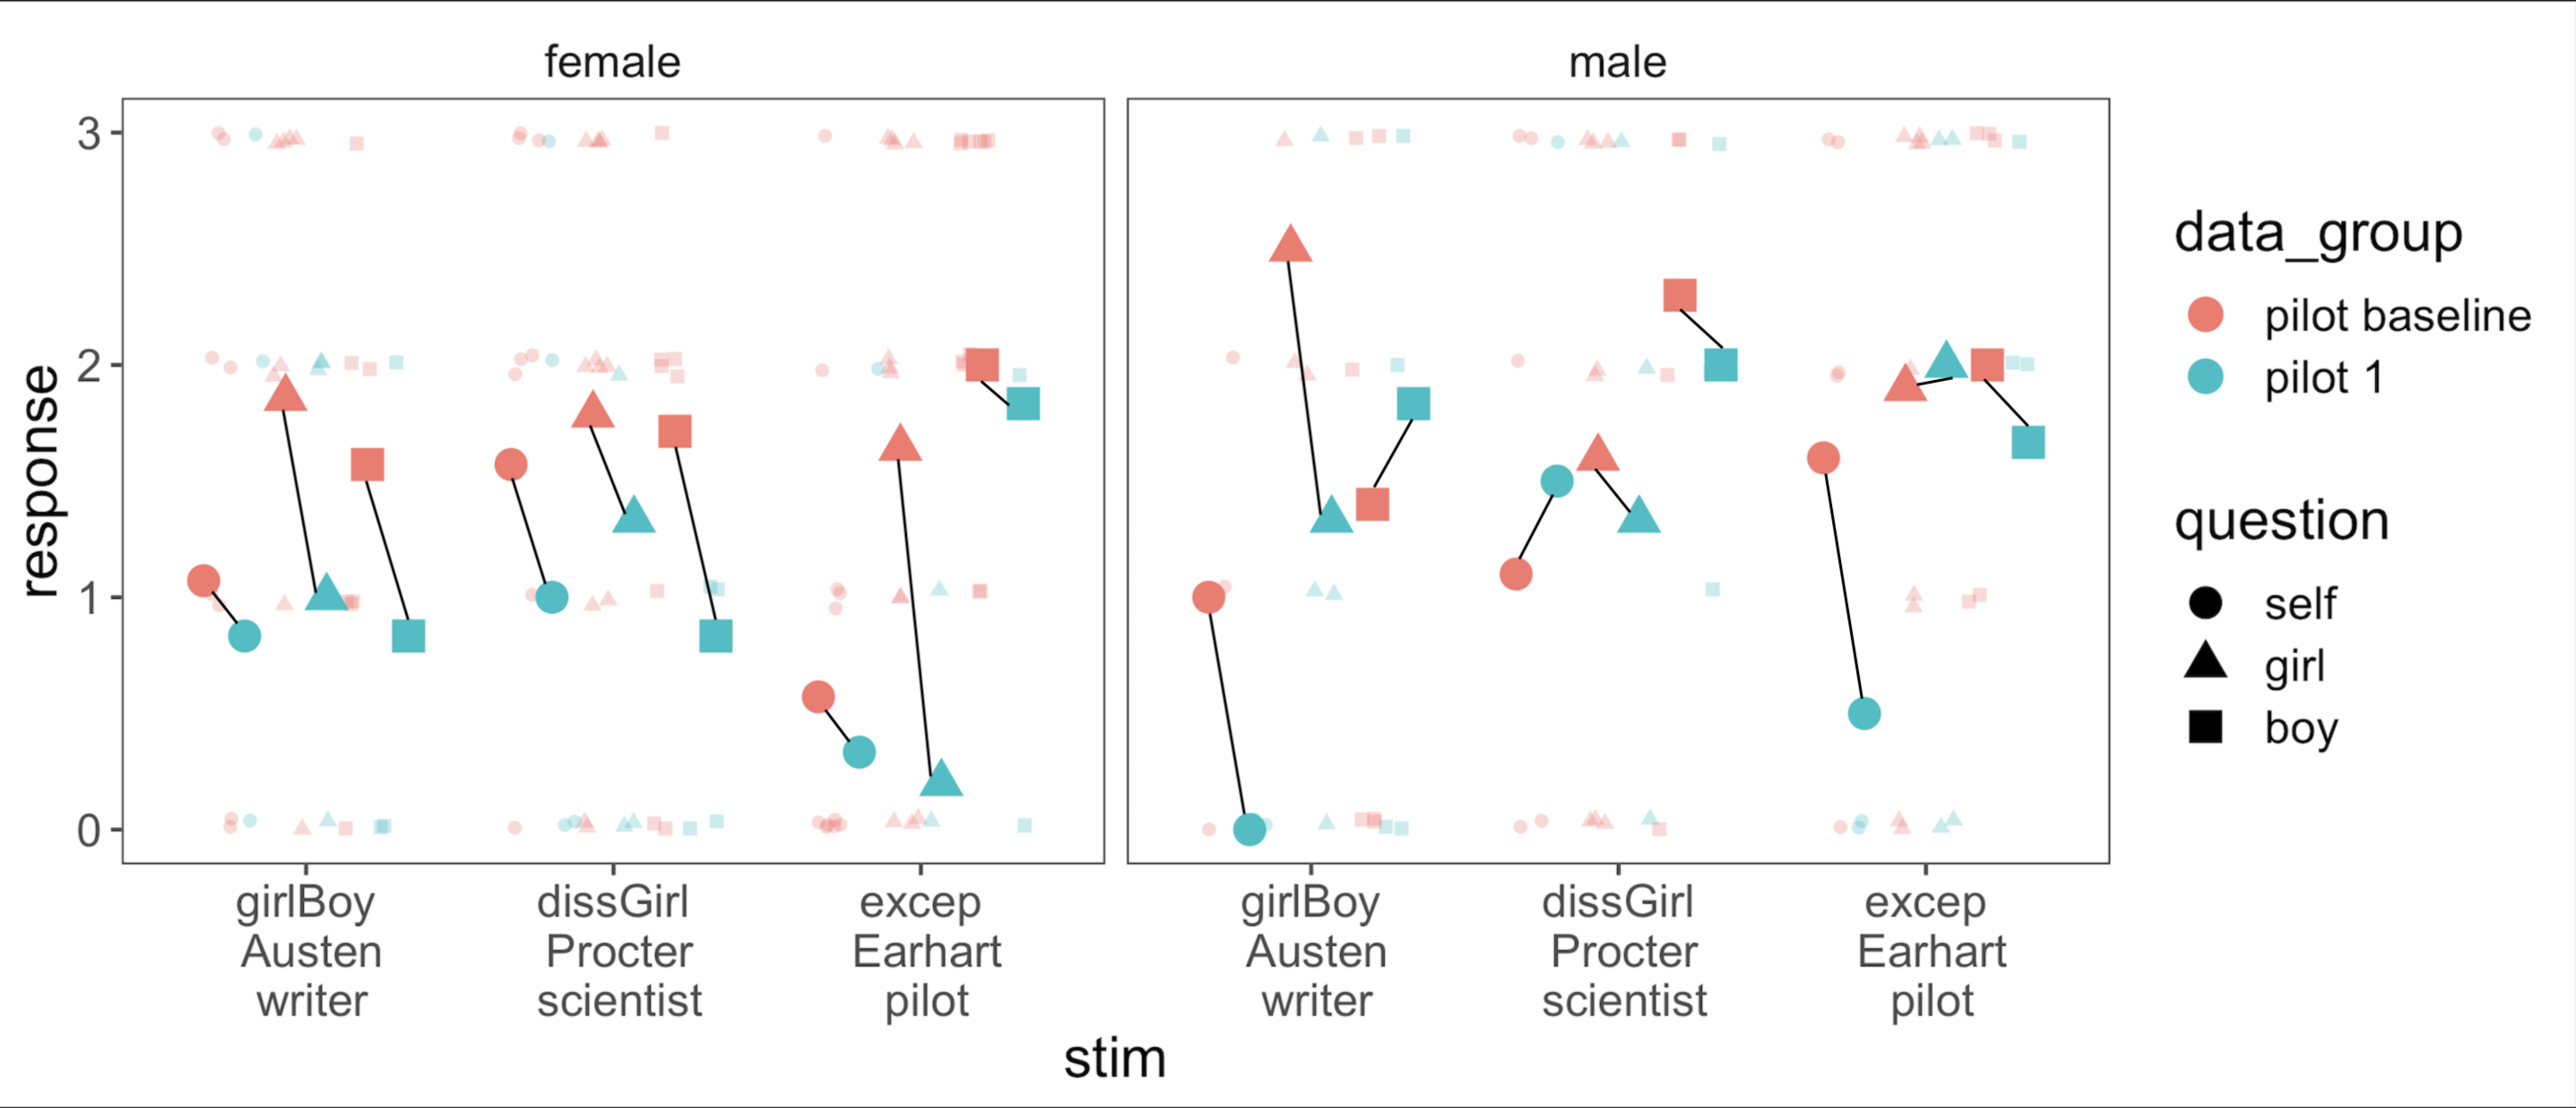 female
male
3
2
1
0
response
girlBoy
Austen
writer
dissGirl
Procter
scientist
excep
Earhart
pilot
girlBoy
Austen
writer
dissGirl
Procter
scientist
excep
Earhart
pilot
stim
data_group
pilot baseline
pilot 1
question
self
girl
boy